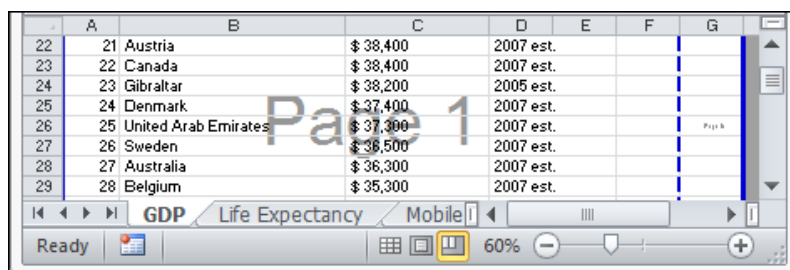 A B C D E F G
22 21 Austria $ 38,400 2007 est.
23 22 Canada $ 38,400 2007 est.
24 23 Gibraltar $ 38,200 2005 est.
25 24 Denmark $ 37,400 2007 est.
26 25 United Arab Emirates $ 37,300 2007 est.
27 26 Sweden $ 36,500 2007 est.
28 27 Australia $ 36,300 2007 est.
29 28 Belgium $ 35,300 2007 est.
Page 1
GDP Life Expectancy Mobile
Ready 60%